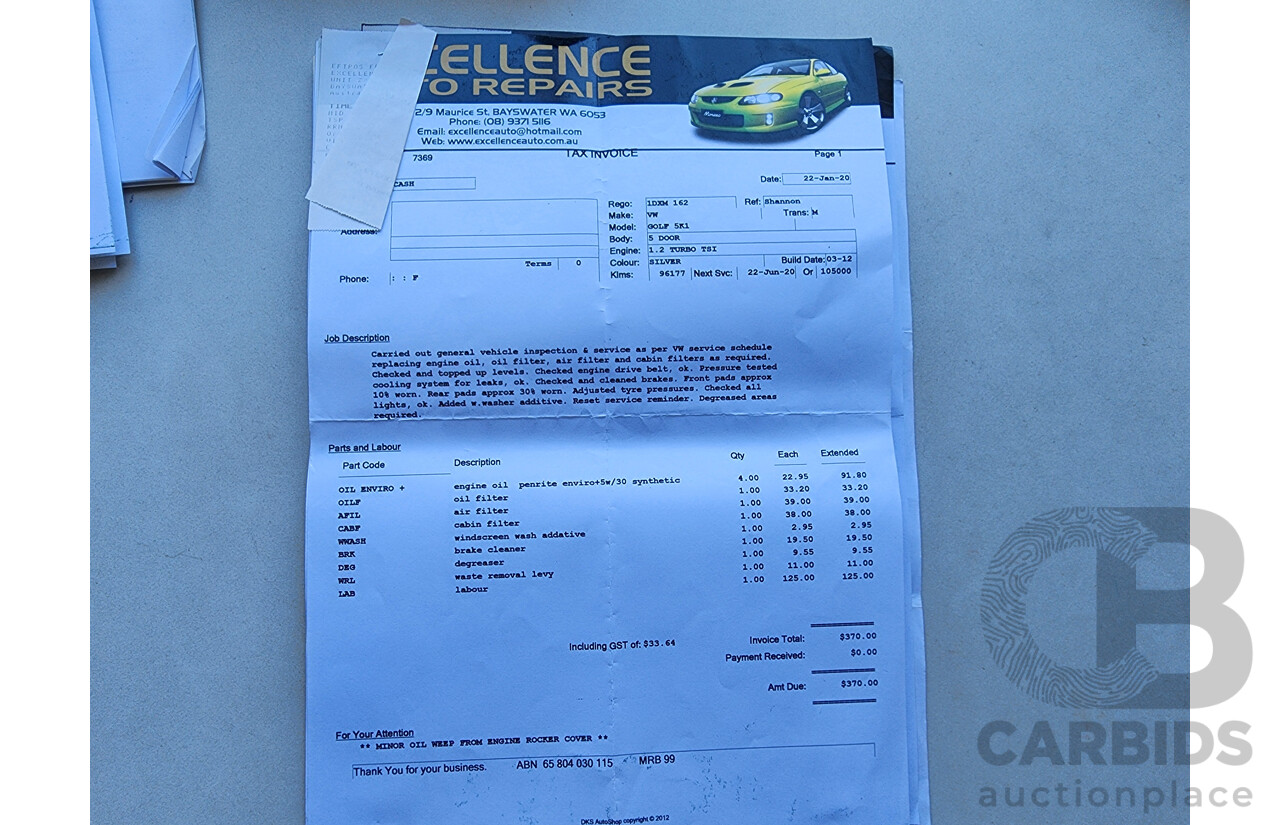 CELLENCE
TO REPAIRS
2/9 Maurice St. BAYSWATER WA 6053
Phone: (08) 9371 5116
Email: excellenceauto@hotmail.com
Web: www.excellenceauto.com.au
7369 TAX INVOICE Page 1
CASH Date: 22-Jan-20
Rego: 1DXM 162 Ref: Shannon
Make: VW Trans: M
Address: Model: GOLF 5K1
Body: 5 DOOR
Engine: 1.2 TURBO TSI
Terms 0 Colour: SILVER Build Date: 03-12
Phone: : : F Klms: 96177 Next Svc: 22-Jun-20 Or 105000
Job Description
Carried out general vehicle inspection & service as per VW service schedule
replacing engine oil, oil filter, air filter and cabin filters as required.
Checked and topped up levels. Checked engine drive belt, ok. Pressure tested
cooling system for leaks, ok. Checked and cleaned brakes. Front pads approx
10% worn. Rear pads approx 30% worn. Adjusted tyre pressures. Checked all
lights, ok. Added w.washer additive. Reset service reminder. Degreased areas
required.
Parts and Labour
Part Code Description Qty Each Extended
OIL ENVIRO + engine oil penrite enviro+5w/30 synthetic 4.00 22.95 91.80
OILF oil filter 1.00 33.20 33.20
AFIL air filter 1.00 39.00 39.00
CABF cabin filter 1.00 38.00 38.00
WWASH windscreen wash addative 1.00 2.95 2.95
BRK brake cleaner 1.00 19.50 19.50
DEG degreaser 1.00 9.55 9.55
WRL waste removal levy 1.00 11.00 11.00
LAB labour 1.00 125.00 125.00
Including GST of: $33.64 Invoice Total: $370.00
Payment Received: $0.00
Amt Due: $370.00
For Your Attention
** MINOR OIL WEEP FROM ENGINE ROCKER COVER **
Thank You for your business. ABN 65 804 030 115 MRB 99
DKS AutoShop copyright © 2012
CB
CARBIDS
auctionplace